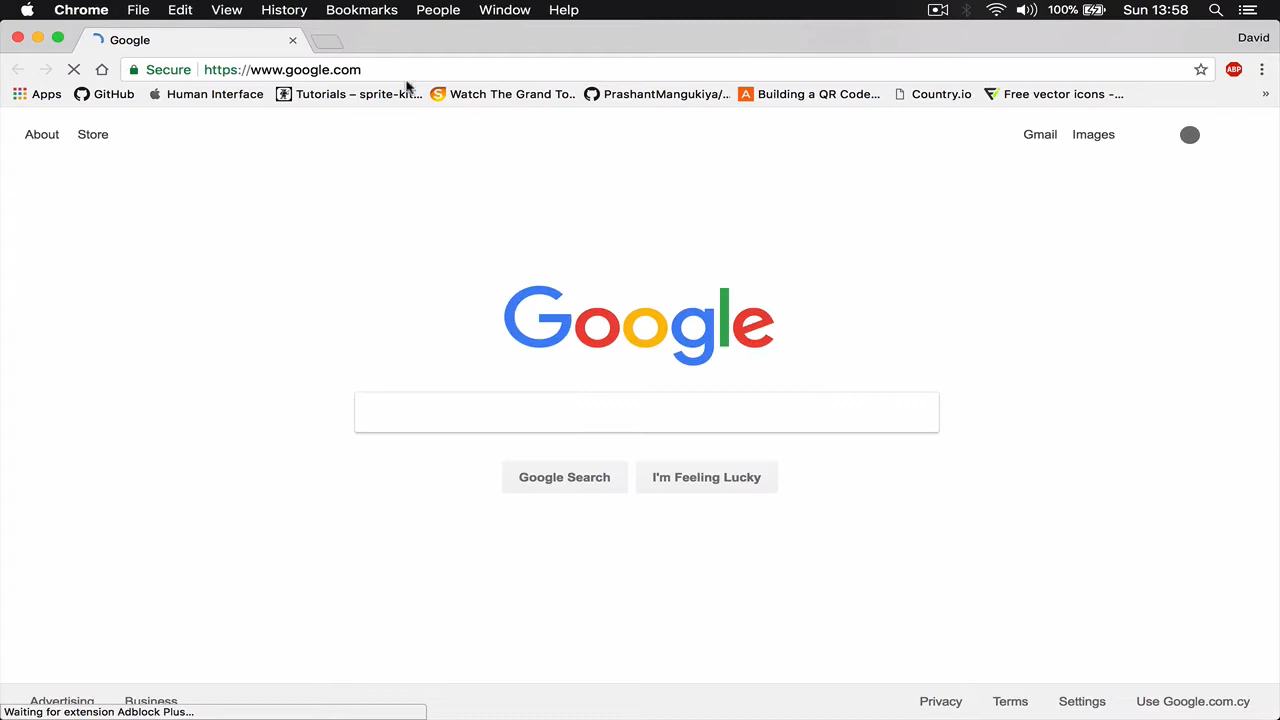 Chrome File Edit View History Bookmarks People Window Help 100% Sun 13:58
Google David
Secure https://www.google.com ABP
Apps GitHub Human Interface Tutorials – sprite-kit... Watch The Grand To... PrashantMangukiya/... Building a QR Code... Country.io Free vector icons -... »
About Store Gmail Images
Google
Google Search I'm Feeling Lucky
Advertising Business Privacy Terms Settings Use Google.com.cy
Waiting for extension Adblock Plus...